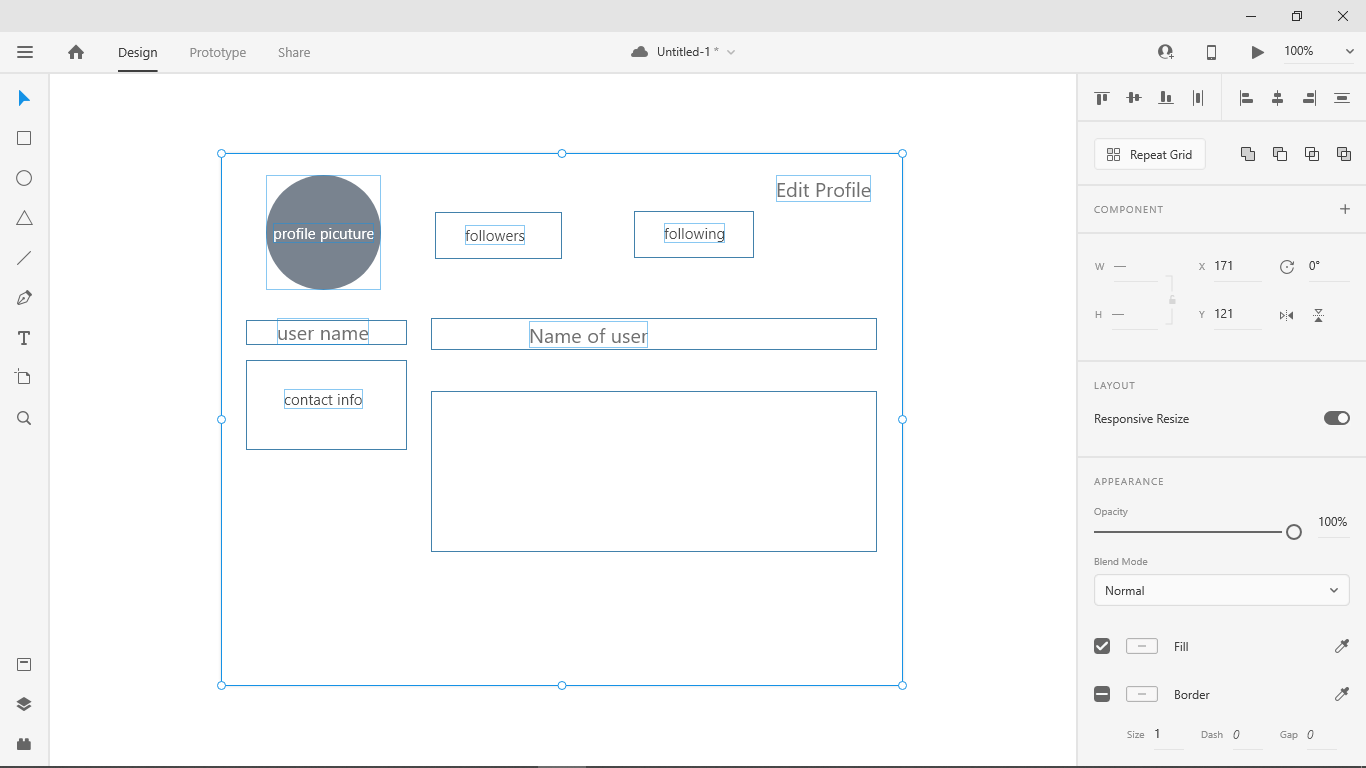 Design Prototype Share Untitled-1 * 100%
Repeat Grid
COMPONENT
W — X 171 0°
H — Y 121
LAYOUT
Responsive Resize
APPEARANCE
Opacity
100%
Blend Mode
Normal
Fill
Border
Size 1 Dash 0 Gap 0
Edit Profile
profile picuture followers following
user name Name of user
contact info